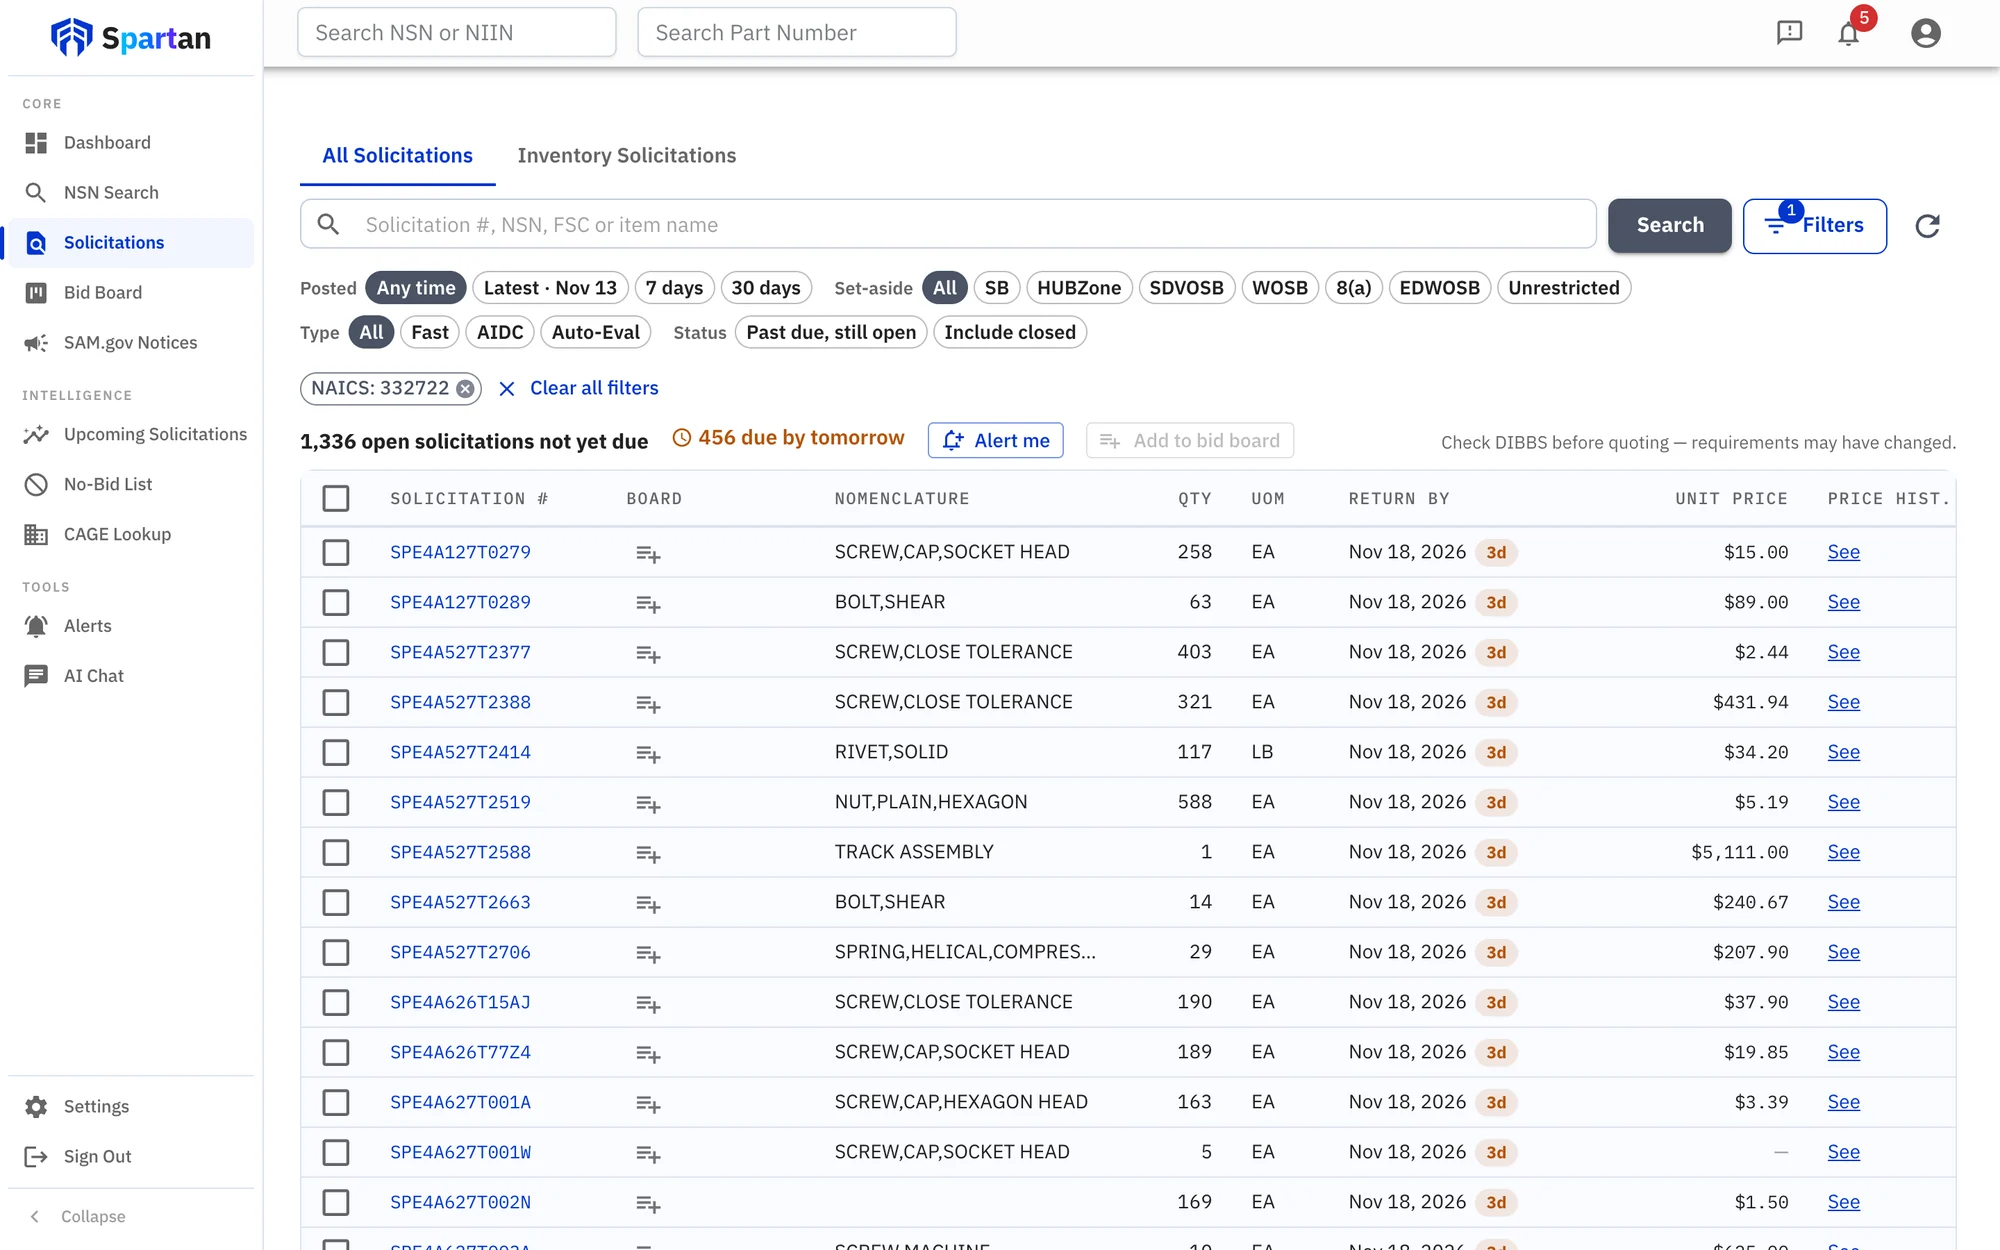 Spartan
Search NSN or NIIN
Search Part Number
5
CORE
Dashboard
NSN Search
Solicitations
Bid Board
SAM.gov Notices
INTELLIGENCE
Upcoming Solicitations
No-Bid List
CAGE Lookup
TOOLS
Alerts
AI Chat
Settings
Sign Out
Collapse
All Solicitations
Inventory Solicitations
Solicitation #, NSN, FSC or item name
Search
1
Filters
Posted Any time Latest · Nov 13 7 days 30 days Set-aside All SB HUBZone SDVOSB WOSB 8(a) EDWOSB Unrestricted
Type All Fast AIDC Auto-Eval Status Past due, still open Include closed
NAICS: 332722 Clear all filters
1,336 open solicitations not yet due 456 due by tomorrow Alert me Add to bid board Check DIBBS before quoting — requirements may have changed.
SOLICITATION # BOARD NOMENCLATURE QTY UOM RETURN BY UNIT PRICE PRICE HIST.
SPE4A127T0279 SCREW,CAP,SOCKET HEAD 258 EA Nov 18, 2026 3d $15.00 See
SPE4A127T0289 BOLT,SHEAR 63 EA Nov 18, 2026 3d $89.00 See
SPE4A527T2377 SCREW,CLOSE TOLERANCE 403 EA Nov 18, 2026 3d $2.44 See
SPE4A527T2388 SCREW,CLOSE TOLERANCE 321 EA Nov 18, 2026 3d $431.94 See
SPE4A527T2414 RIVET,SOLID 117 LB Nov 18, 2026 3d $34.20 See
SPE4A527T2519 NUT,PLAIN,HEXAGON 588 EA Nov 18, 2026 3d $5.19 See
SPE4A527T2588 TRACK ASSEMBLY 1 EA Nov 18, 2026 3d $5,111.00 See
SPE4A527T2663 BOLT,SHEAR 14 EA Nov 18, 2026 3d $240.67 See
SPE4A527T2706 SPRING,HELICAL,COMPRES... 29 EA Nov 18, 2026 3d $207.90 See
SPE4A626T15AJ SCREW,CLOSE TOLERANCE 190 EA Nov 18, 2026 3d $37.90 See
SPE4A626T77Z4 SCREW,CAP,SOCKET HEAD 189 EA Nov 18, 2026 3d $19.85 See
SPE4A627T001A SCREW,CAP,HEXAGON HEAD 163 EA Nov 18, 2026 3d $3.39 See
SPE4A627T001W SCREW,CAP,SOCKET HEAD 5 EA Nov 18, 2026 3d — See
SPE4A627T002N 169 EA Nov 18, 2026 3d $1.50 See
SCREW,MACHINE EA Nov 18, 2026 3d See